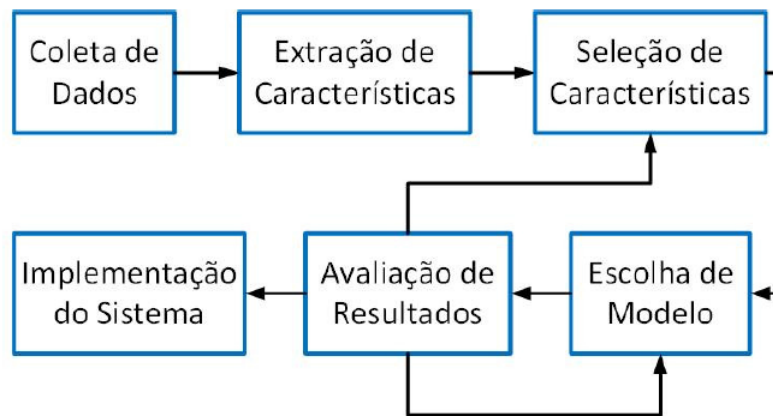 Coleta de
Dados
Extração de
Características
Seleção de
Características
Implementação
do Sistema
Avaliação de
Resultados
Escolha de
Modelo